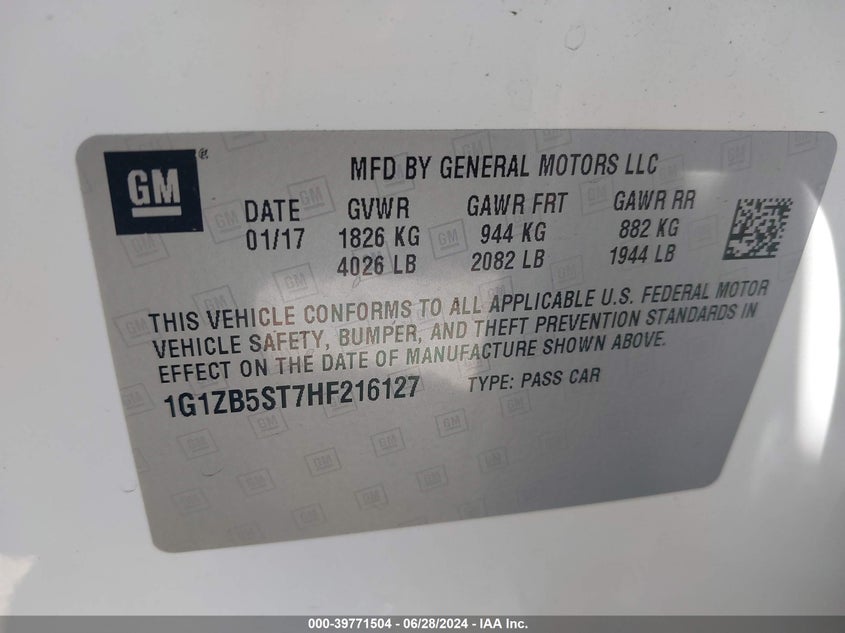 GM
MFD BY GENERAL MOTORS LLC
DATE GVWR GAWR FRT GAWR RR
01/17 1826 KG 944 KG 882 KG
4026 LB 2082 LB 1944 LB
THIS VEHICLE CONFORMS TO ALL APPLICABLE U.S. FEDERAL MOTOR
VEHICLE SAFETY, BUMPER, AND THEFT PREVENTION STANDARDS IN
EFFECT ON THE DATE OF MANUFACTURE SHOWN ABOVE.
1G1ZB5ST7HF216127 TYPE: PASS CAR
000-39771504 | 06/28/2024 - IAA Inc.